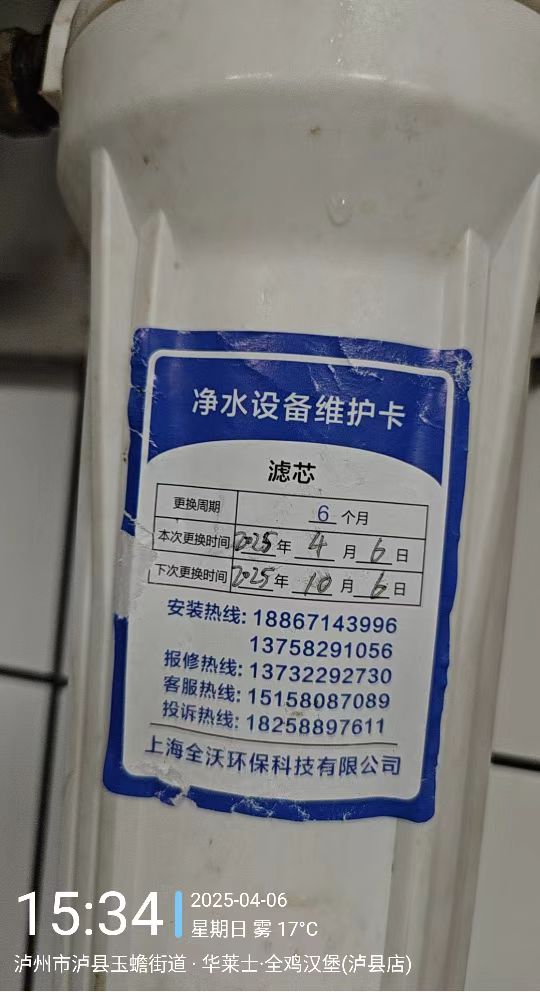 净水设备维护卡
滤芯
更换周期 6 个月
本次更换时间 2025 年 4 月 6 日
下次更换时间 2025 年 10 月 6 日
安装热线: 18867143996
13758291056
报修热线: 13732292730
客服热线: 15158087089
投诉热线: 18258897611
上海全沃环保科技有限公司
15:34
2025-04-06
星期日 雾 17°C
泸州市泸县玉蟾街道 · 华莱士·全鸡汉堡(泸县店)